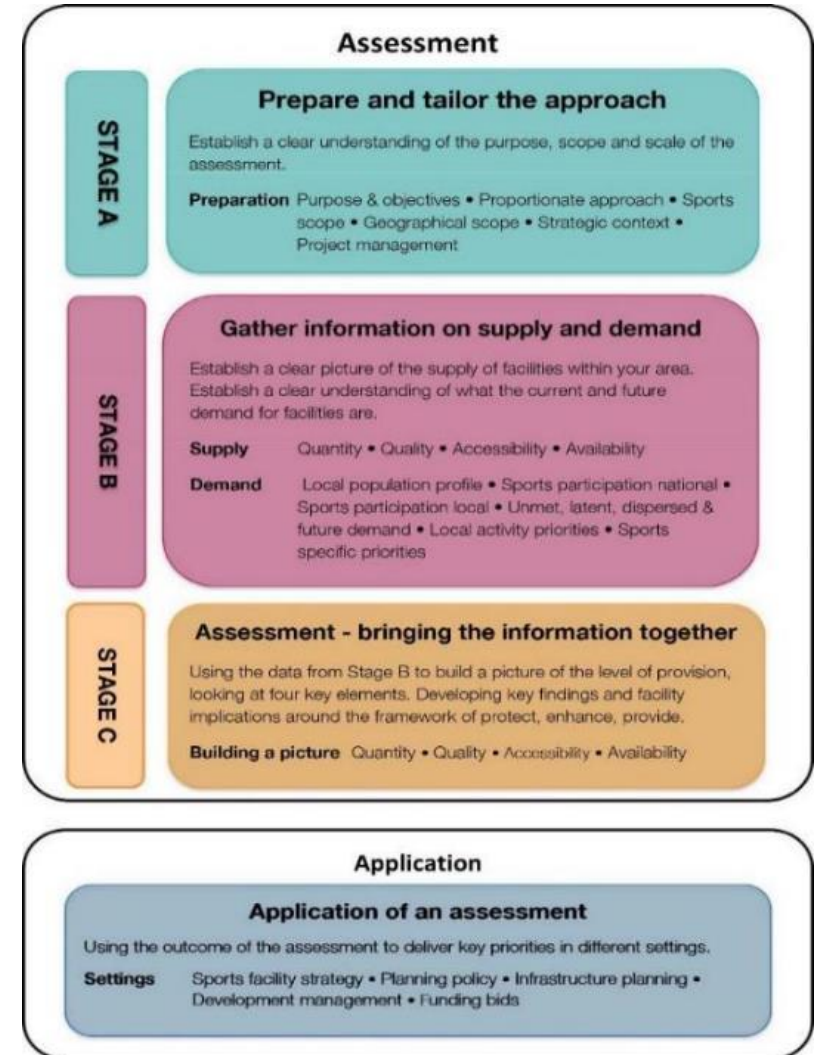 Assessment
STAGE A
Prepare and tailor the approach
Establish a clear understanding of the purpose, scope and scale of the
assessment.
Preparation Purpose & objectives • Proportionate approach • Sports
scope • Geographical scope • Strategic context •
Project management
STAGE B
Gather information on supply and demand
Establish a clear picture of the supply of facilities within your area.
Establish a clear understanding of what the current and future
demand for facilities are.
Supply Quantity • Quality • Accessibility • Availability
Demand Local population profile • Sports participation national •
Sports participation local • Unmet, latent, dispersed &
future demand • Local activity priorities • Sports
specific priorities
STAGE C
Assessment - bringing the information together
Using the data from Stage B to build a picture of the level of provision,
looking at four key elements. Developing key findings and facility
implications around the framework of protect, enhance, provide.
Building a picture Quantity • Quality • Accessibility • Availability
Application
Application of an assessment
Using the outcome of the assessment to deliver key priorities in different settings.
Settings Sports facility strategy • Planning policy • Infrastructure planning •
Development management • Funding bids